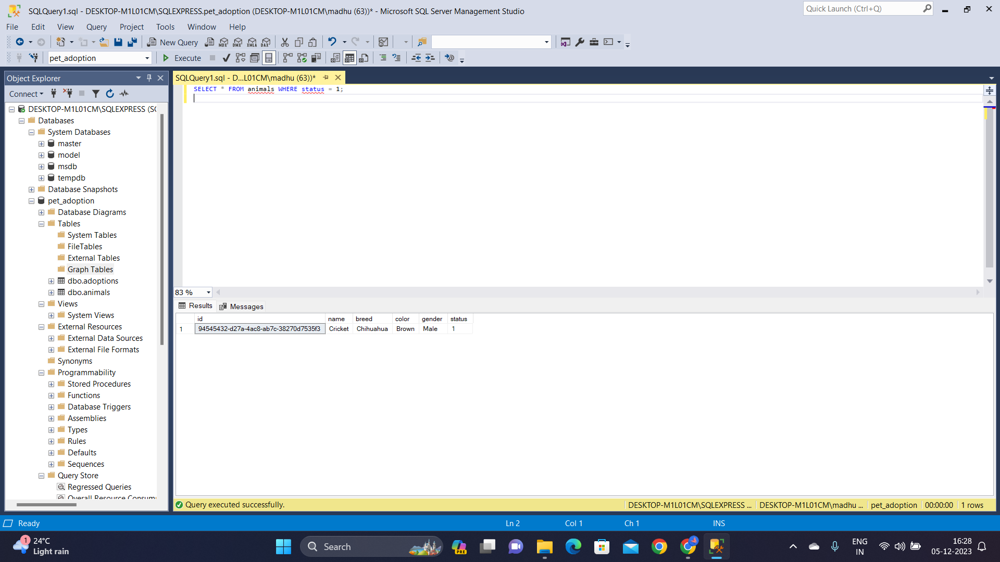 SQLQuery1.sql - DESKTOP-M1L01CM\SQLEXPRESS.pet_adoption (DESKTOP-M1L01CM\madhu (63))* - Microsoft SQL Server Management Studio
Quick Launch (Ctrl+Q)
File Edit View Query Project Tools Window Help
New Query MDX DMX XMLA DAX
pet_adoption Execute
Object Explorer
Connect
DESKTOP-M1L01CM\SQLEXPRESS (SQ
Databases
System Databases
master
model
msdb
tempdb
Database Snapshots
pet_adoption
Database Diagrams
Tables
System Tables
FileTables
External Tables
Graph Tables
dbo.adoptions
dbo.animals
Views
System Views
External Resources
External Data Sources
External File Formats
Synonyms
Programmability
Stored Procedures
Functions
Database Triggers
Assemblies
Types
Rules
Defaults
Sequences
Query Store
Regressed Queries
Overall Resource Consum
SQLQuery1.sql - D...L01CM\madhu (63))*
SELECT * FROM animals WHERE status = 1;
83 %
Results Messages
id name breed color gender status
1 94545432-d27a-4ac8-ab7c-38270d7535f3 Cricket Chihuahua Brown Male 1
Query executed successfully. DESKTOP-M1L01CM\SQLEXPRESS ... DESKTOP-M1L01CM\madhu ... pet_adoption 00:00:00 1 rows
Ready Ln 2 Col 1 Ch 1 INS
1 24°C
Light rain
Search
PRE
ENG
IN
16:28
05-12-2023